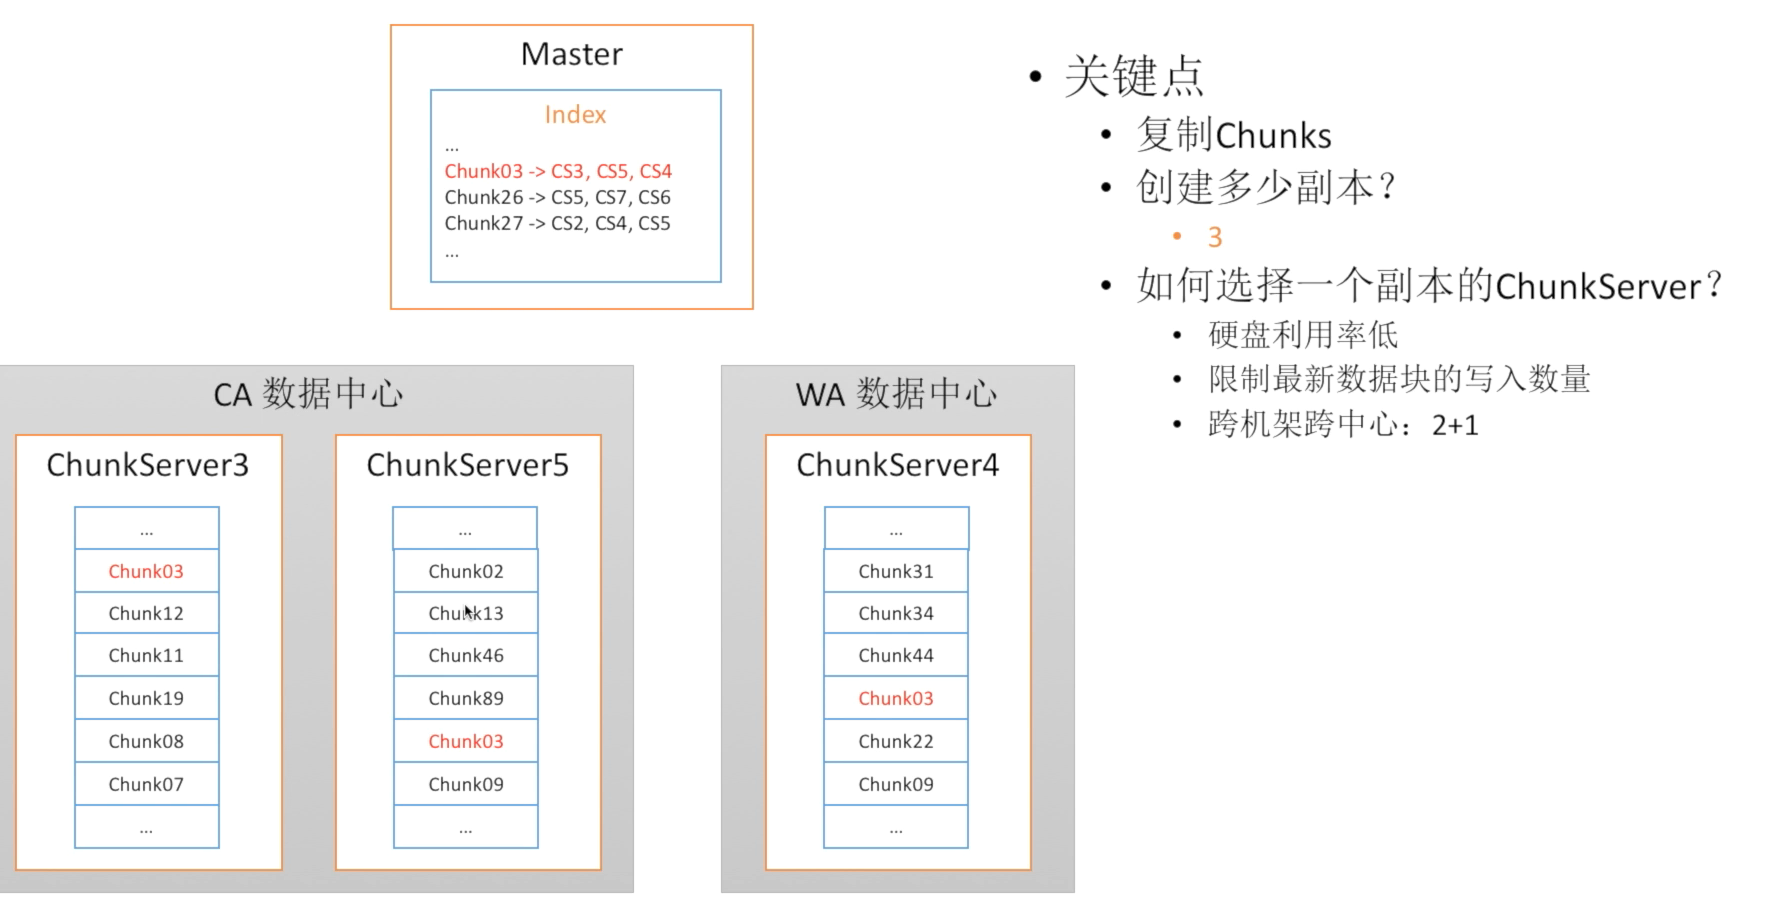 Master
Index
...
Chunk03 -> CS3, CS5, CS4
Chunk26 -> CS5, CS7, CS6
Chunk27 -> CS2, CS4, CS5
...
CA 数据中心
ChunkServer3
...
Chunk03
Chunk12
Chunk11
Chunk19
Chunk08
Chunk07
...
ChunkServer5
...
Chunk02
Chunk13
Chunk46
Chunk89
Chunk03
Chunk09
...
WA 数据中心
ChunkServer4
...
Chunk31
Chunk34
Chunk44
Chunk03
Chunk22
Chunk09
...
• 关键点
• 复制Chunks
• 创建多少副本？
• 3
• 如何选择一个副本的ChunkServer？
• 硬盘利用率低
• 限制最新数据块的写入数量
• 跨机架跨中心：2+1